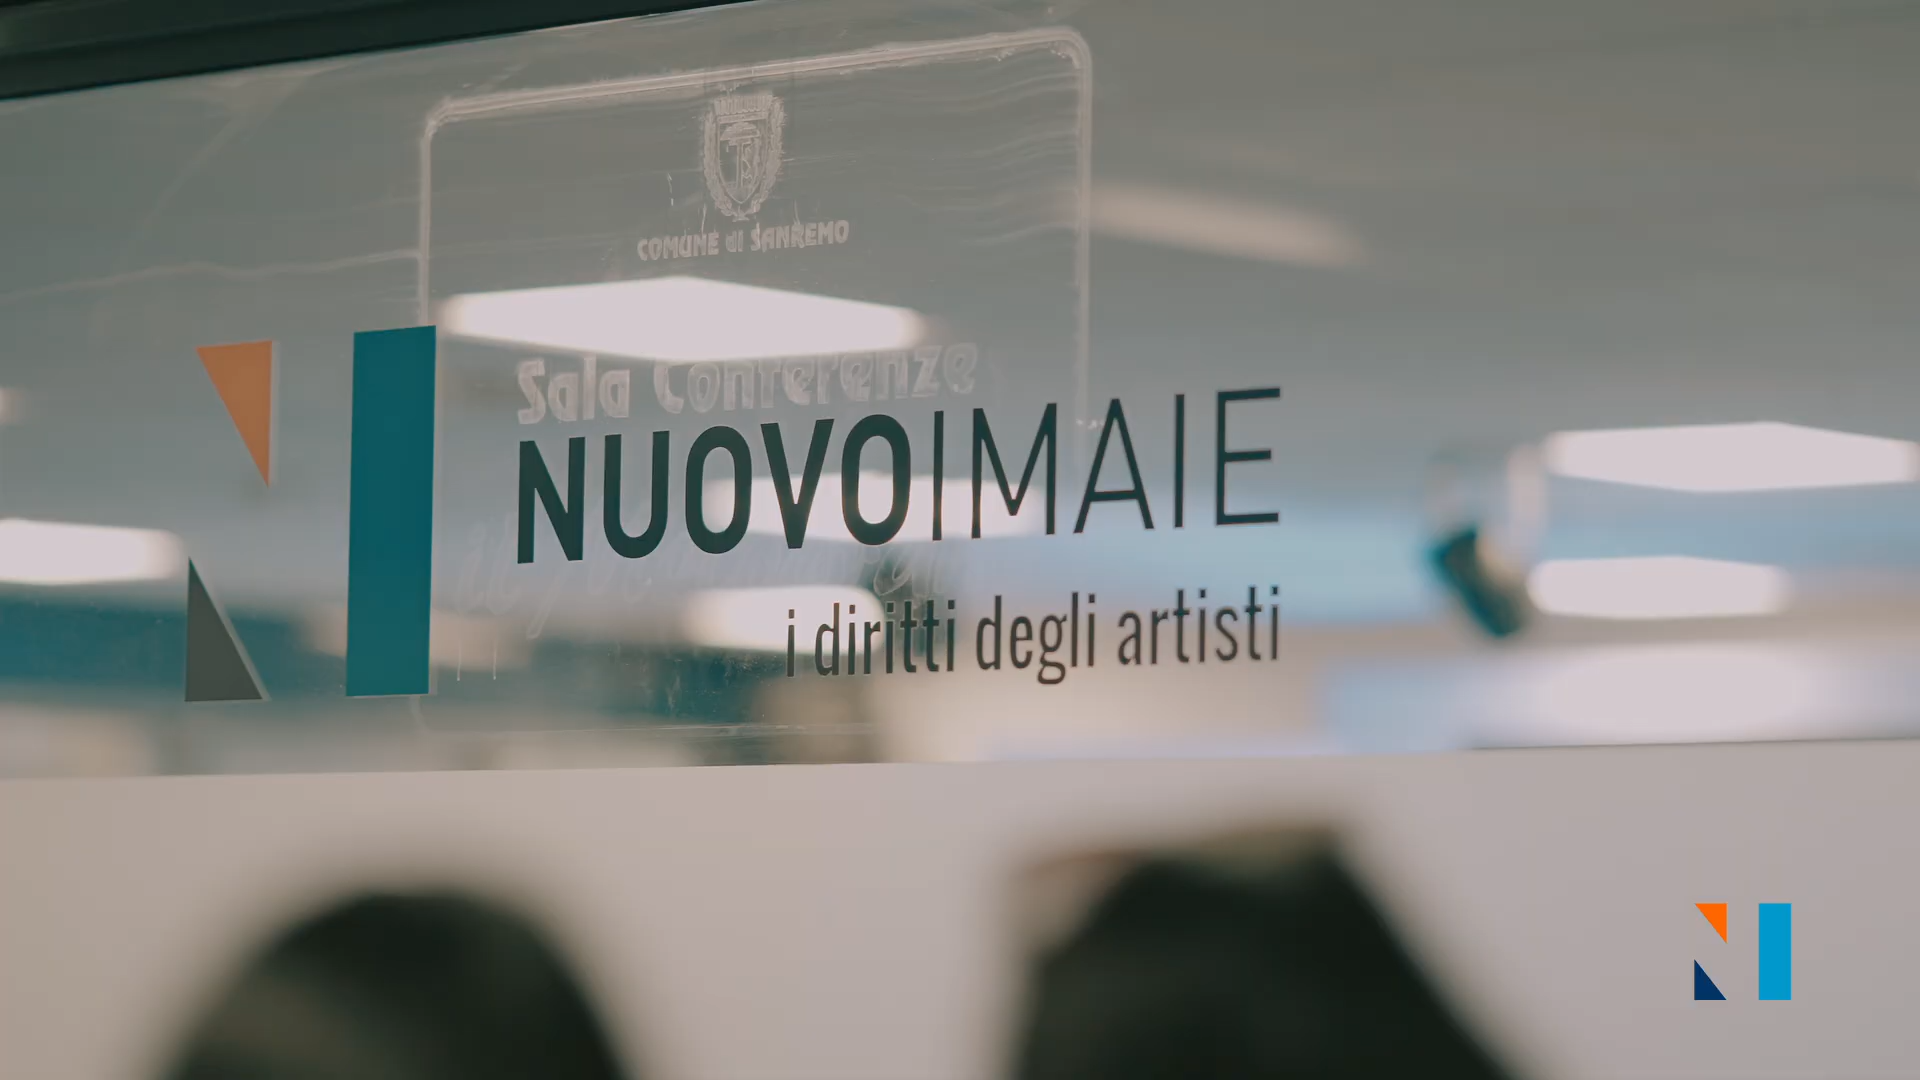 COMUNE di SANREMO
Sala Conferenze
NUOVOIMAIE
i diritti degli artisti